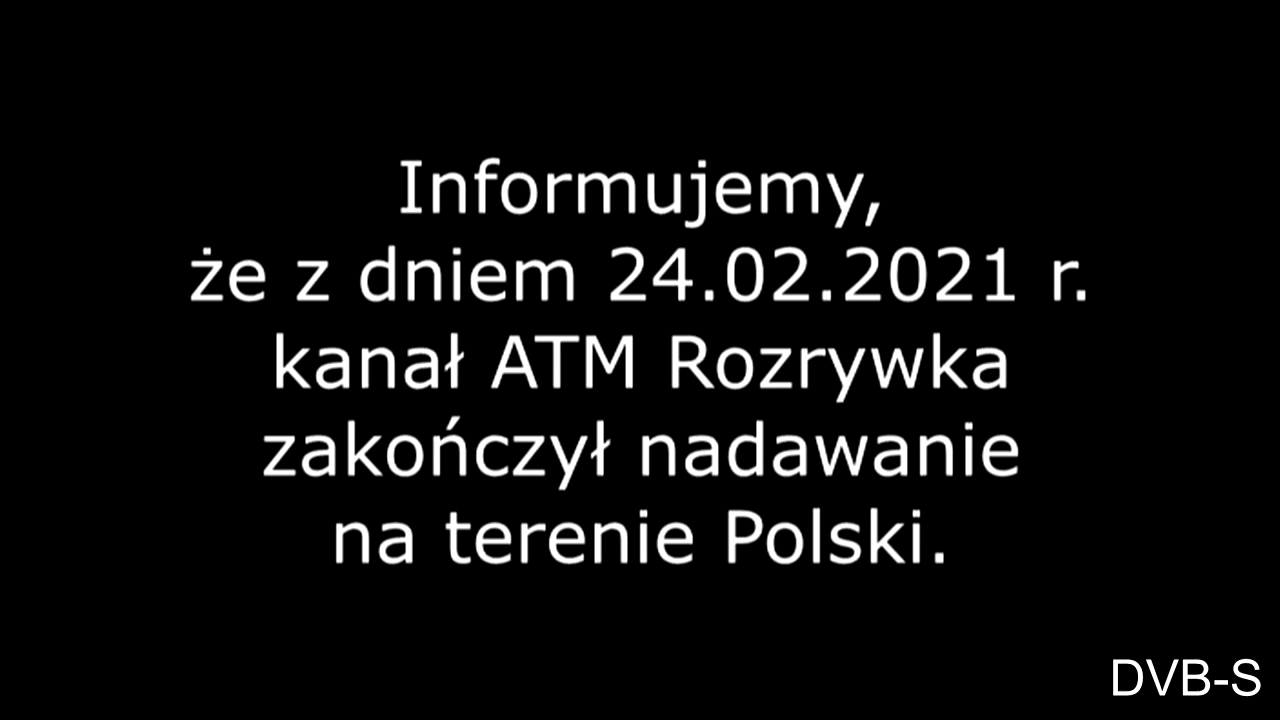 Informujemy,
że z dniem 24.02.2021 r.
kanał ATM Rozrywka
zakończył nadawanie
na terenie Polski.
DVB-S